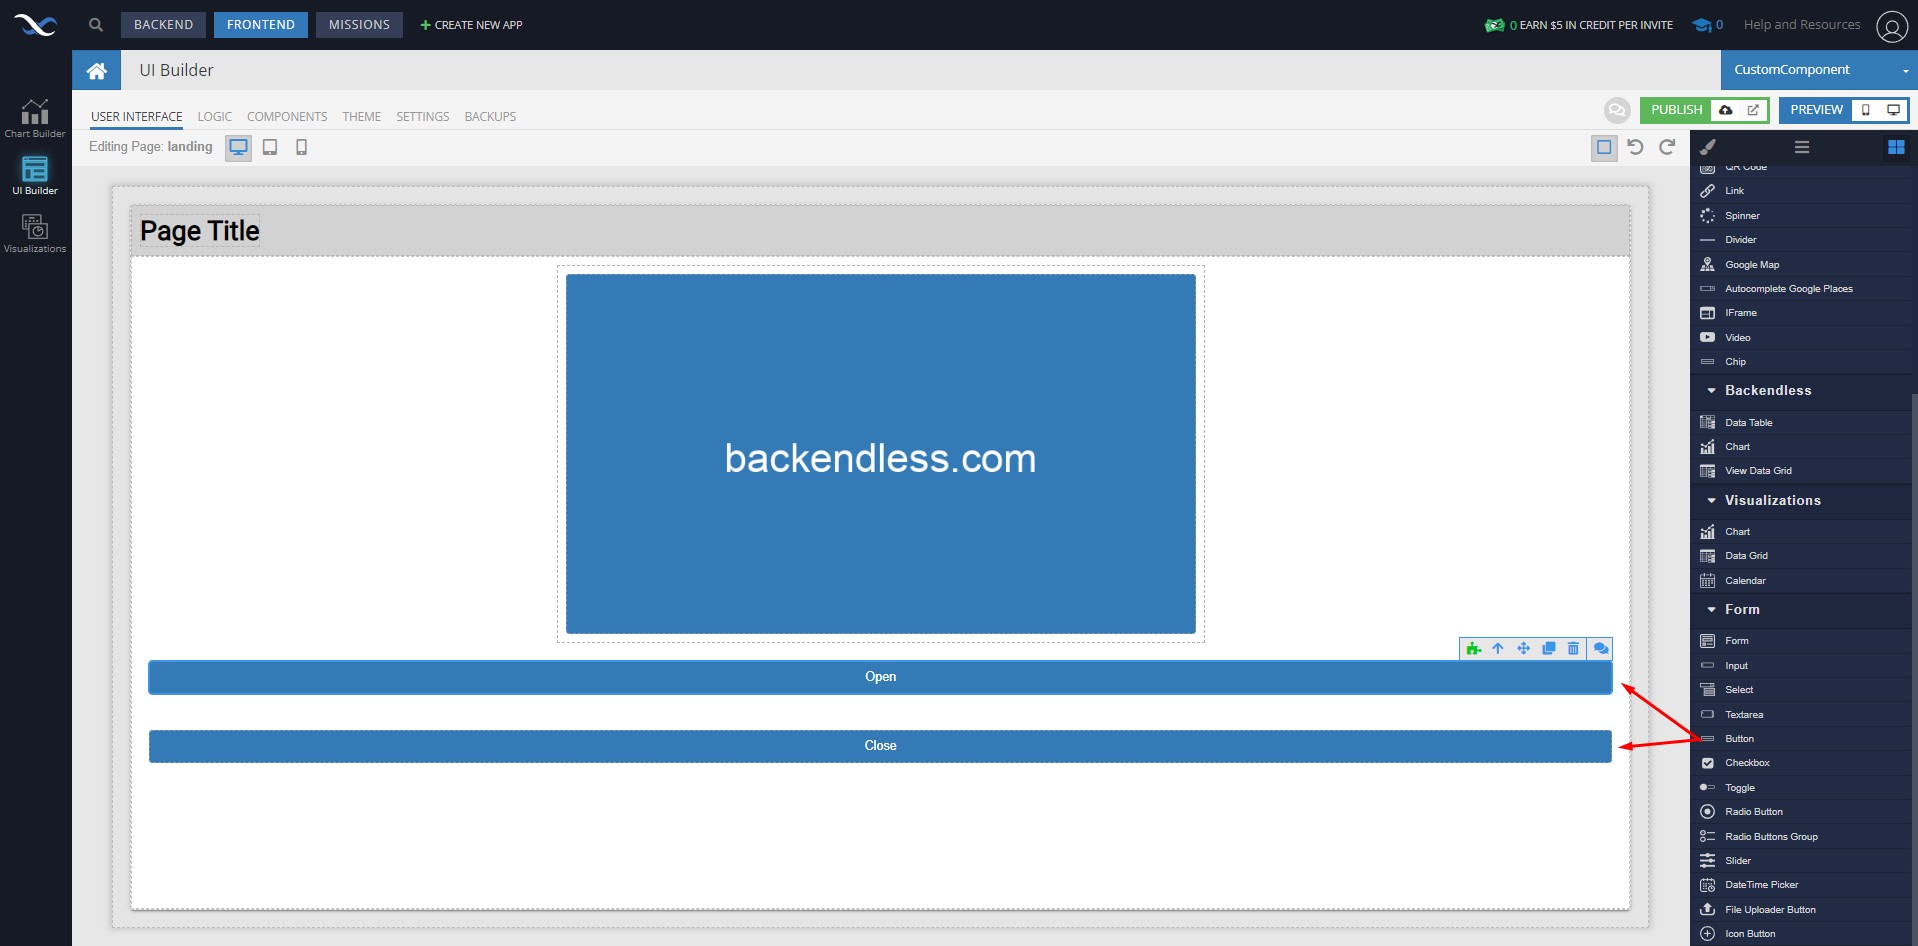 BACKEND
FRONTEND
MISSIONS
+ CREATE NEW APP
0 EARN $5 IN CREDIT PER INVITE
0
Help and Resources
UI Builder
CustomComponent
Chart Builder
UI Builder
Visualizations
USER INTERFACE
LOGIC
COMPONENTS
THEME
SETTINGS
BACKUPS
PUBLISH
PREVIEW
Editing Page: landing
Page Title
backendless.com
Open
Close
QR Code
Link
Spinner
Divider
Google Map
Autocomplete Google Places
IFrame
Video
Chip
Backendless
Data Table
Chart
View Data Grid
Visualizations
Chart
Data Grid
Calendar
Form
Form
Input
Select
Textarea
Button
Checkbox
Toggle
Radio Button
Radio Buttons Group
Slider
DateTime Picker
File Uploader Button
Icon Button